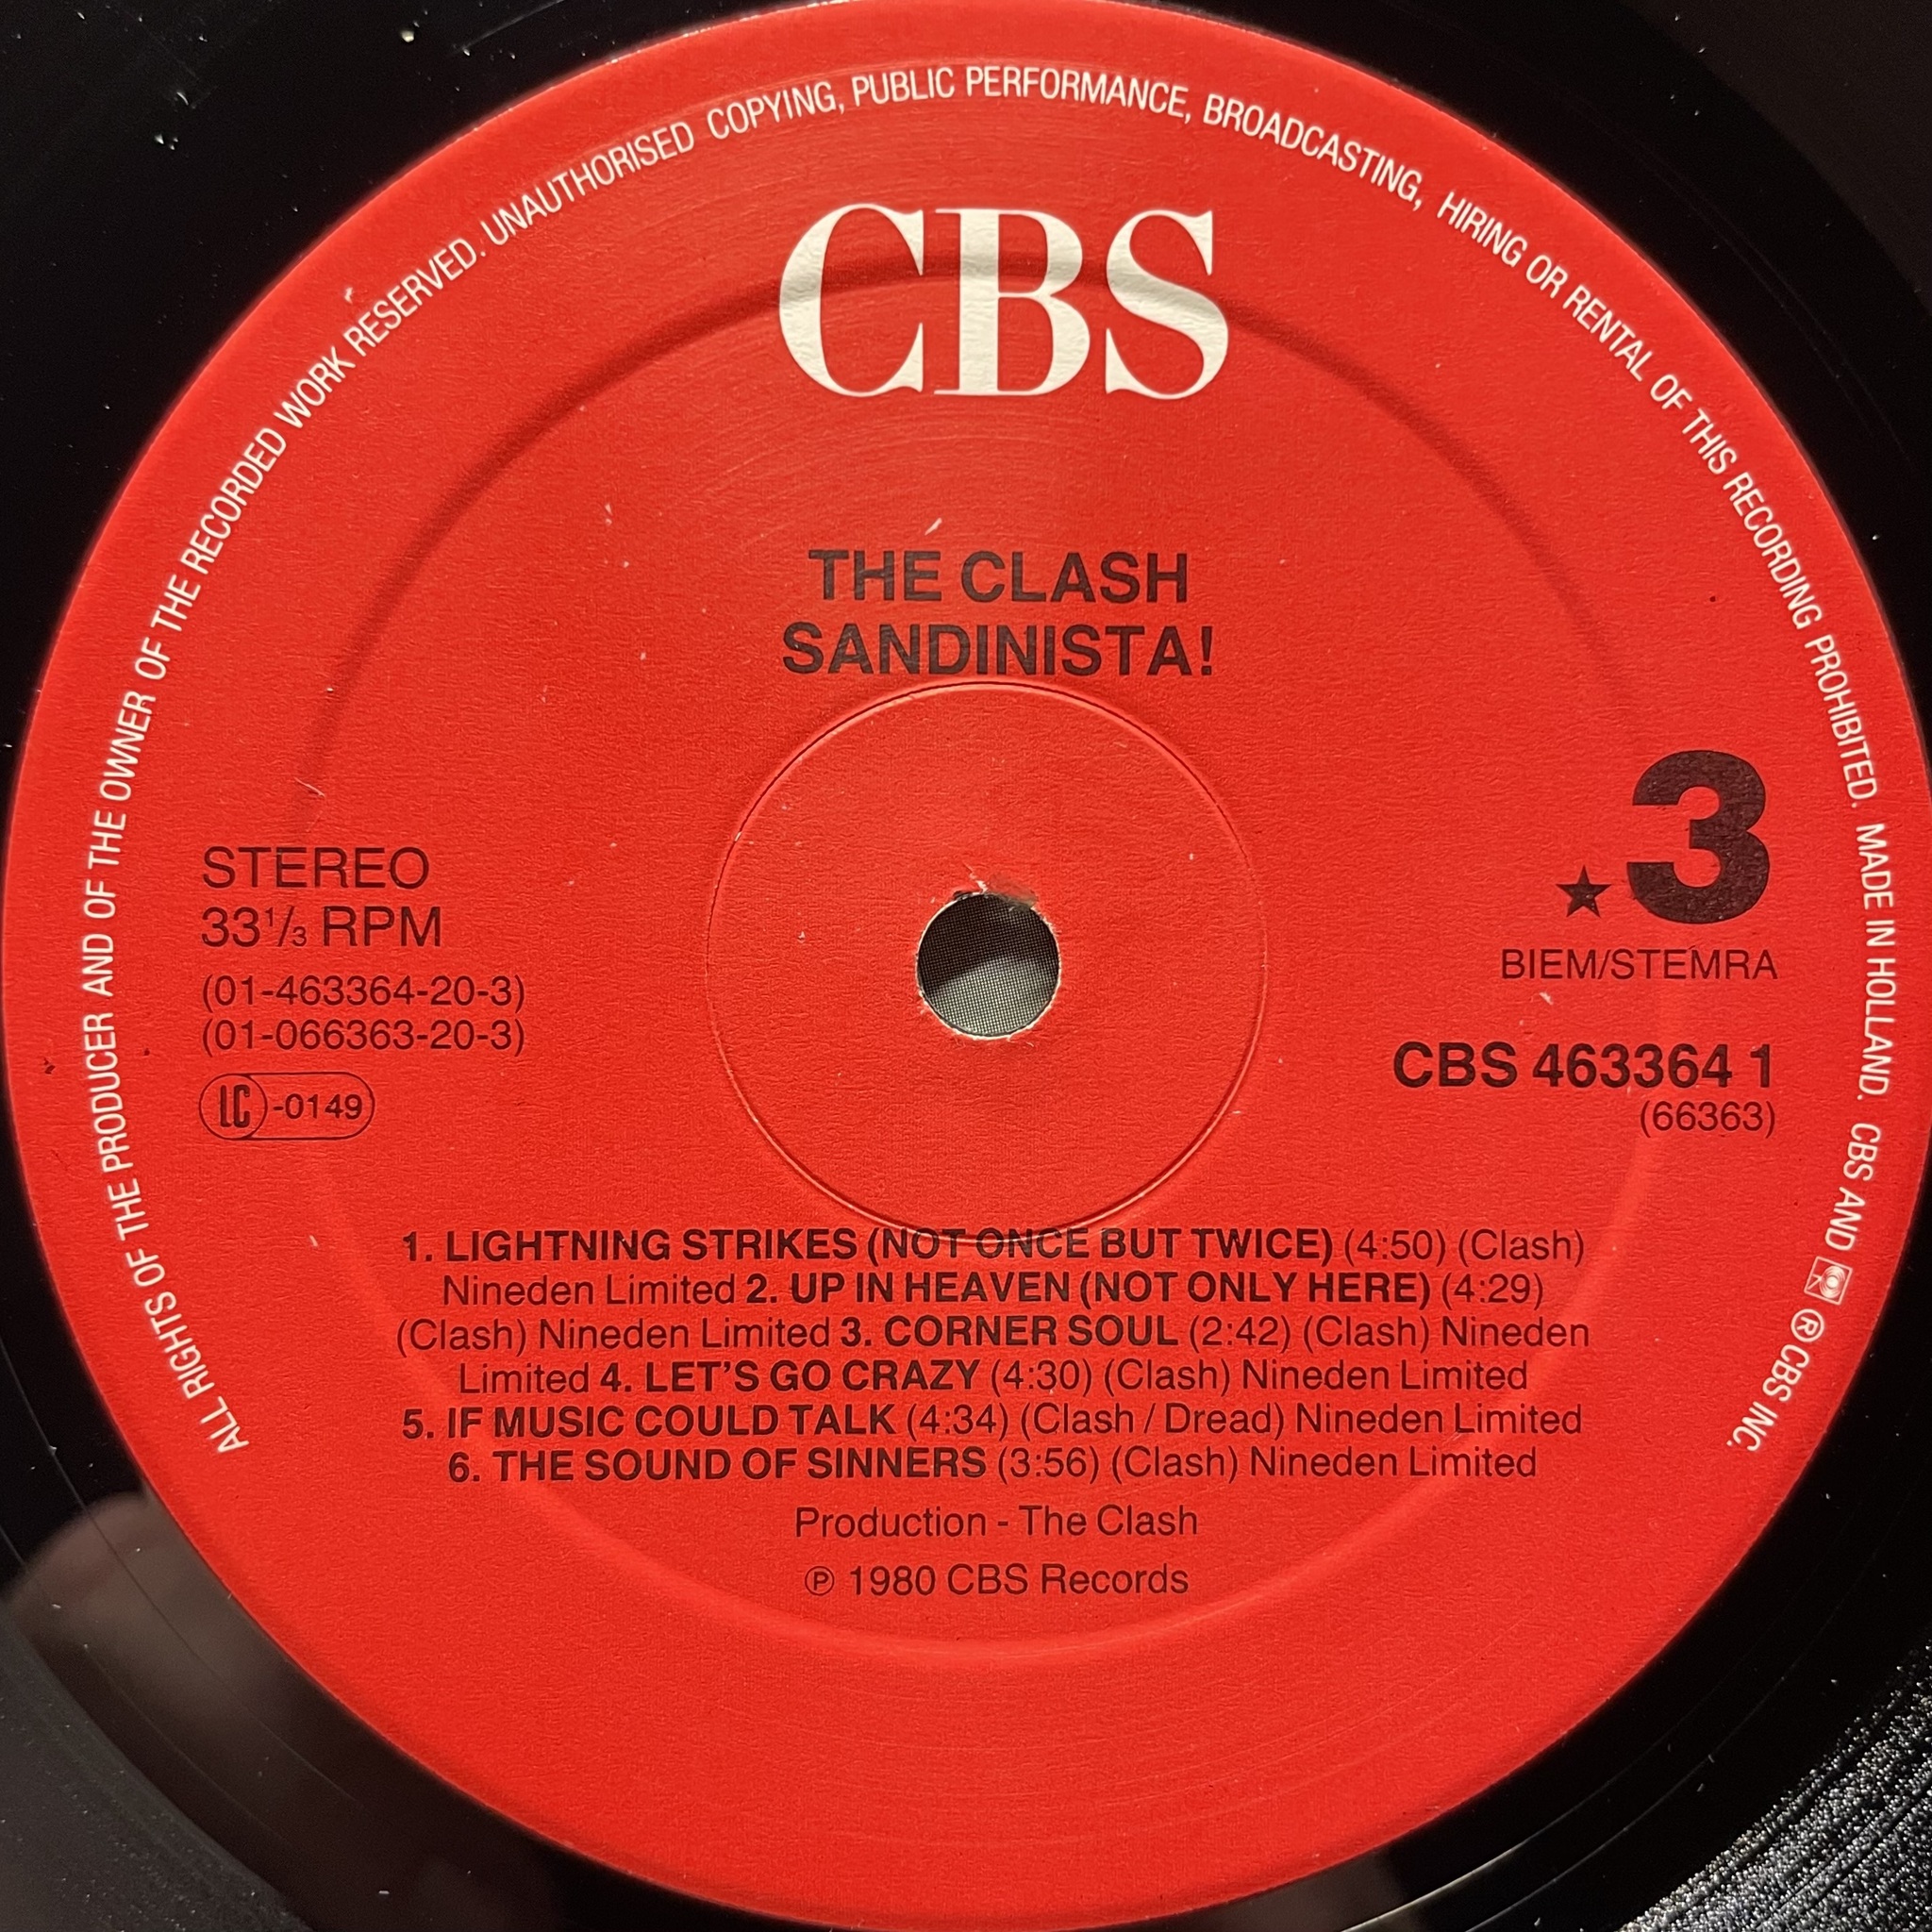 ALL RIGHTS OF THE PRODUCER AND OF THE OWNER OF THE RECORDED WORK RESERVED. UNAUTHORISED COPYING, PUBLIC PERFORMANCE, BROADCASTING, HIRING OR RENTAL OF THIS RECORDING PROHIBITED. MADE IN HOLLAND. CBS AND ® CBS INC.
CBS
THE CLASH
SANDINISTA!
STEREO
33 1/3 RPM
(01-463364-20-3)
(01-066363-20-3)
LC -0149
★ 3
BIEM/STEMRA
CBS 463364 1
(66363)
1. LIGHTNING STRIKES (NOT ONCE BUT TWICE) (4:50) (Clash)
Nineden Limited 2. UP IN HEAVEN (NOT ONLY HERE) (4:29)
(Clash) Nineden Limited 3. CORNER SOUL (2:42) (Clash) Nineden
Limited 4. LET'S GO CRAZY (4:30) (Clash) Nineden Limited
5. IF MUSIC COULD TALK (4:34) (Clash / Dread) Nineden Limited
6. THE SOUND OF SINNERS (3:56) (Clash) Nineden Limited
Production - The Clash
℗ 1980 CBS Records